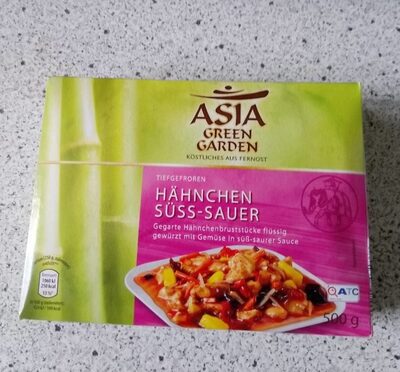 ASIA
GREEN
GARDEN
KÖSTLICHES AUS FERNOST
TIEFGEFROREN
HÄHNCHEN
SÜSS-SAUER
Gegarte Hähnchenbruststücke flüssig
gewürzt mit Gemüse in süß-saurer Sauce
ATC
500 g